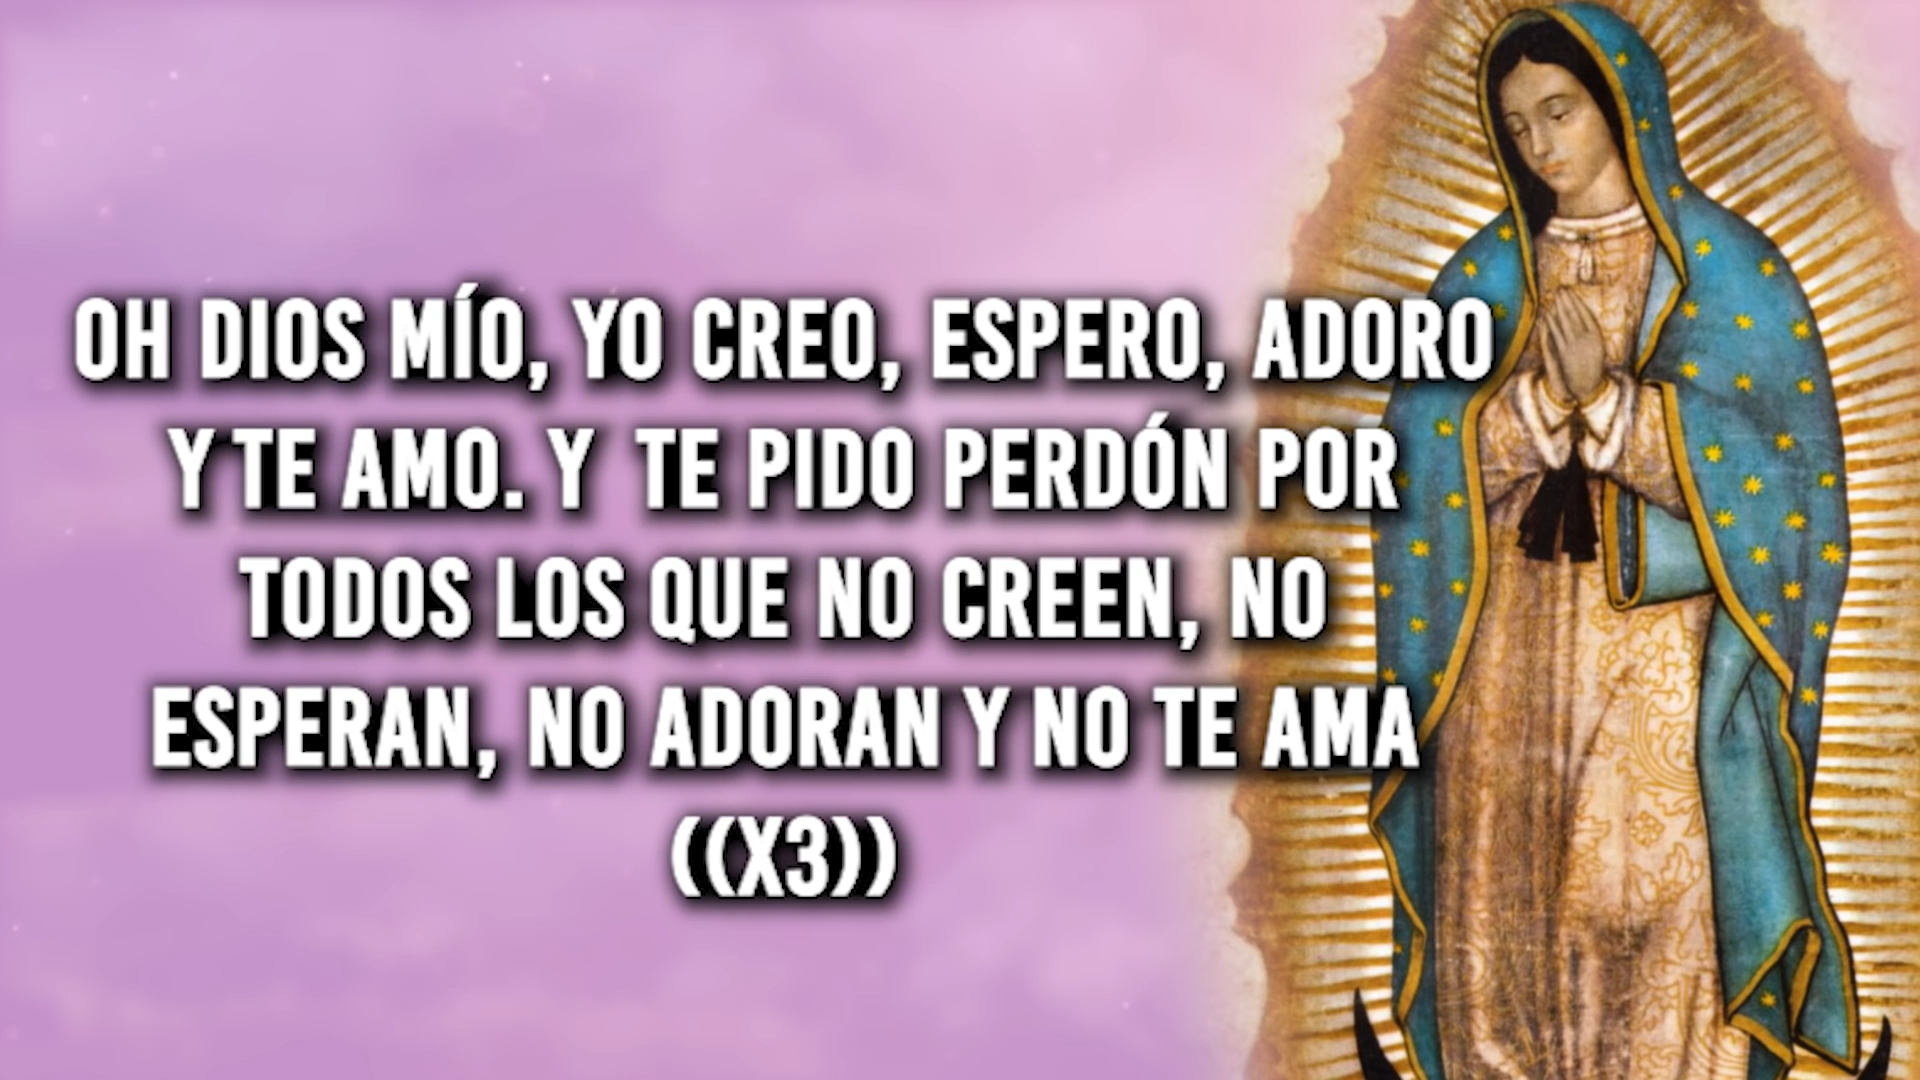 OH DIOS MÍO, YO CREO, ESPERO, ADORO
Y TE AMO. Y TE PIDO PERDÓN POR
TODOS LOS QUE NO CREEN, NO
ESPERAN, NO ADORAN Y NO TE AMA
((X3))